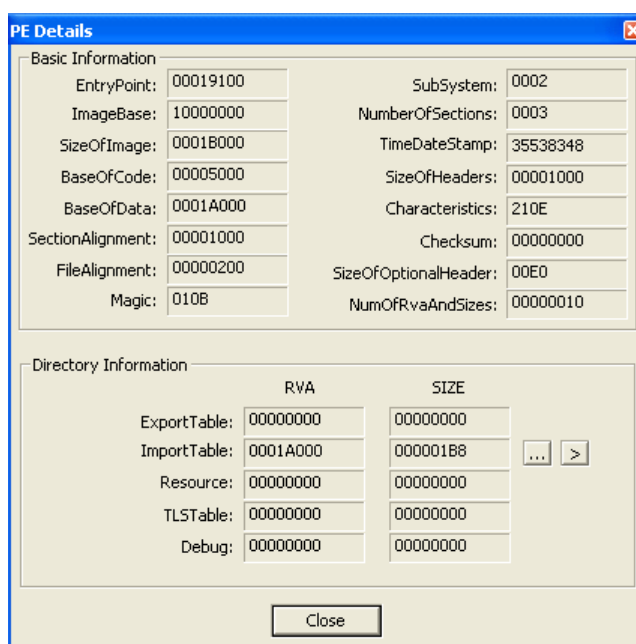 PE Details
Basic Information
EntryPoint: 00019100
ImageBase: 10000000
SizeOfImage: 0001B000
BaseOfCode: 00005000
BaseOfData: 0001A000
SectionAlignment: 00001000
FileAlignment: 00000200
Magic: 010B
SubSystem: 0002
NumberOfSections: 0003
TimeDateStamp: 35538348
SizeOfHeaders: 00001000
Characteristics: 210E
Checksum: 00000000
SizeOfOptionalHeader: 00E0
NumOfRvaAndSizes: 00000010
Directory Information
RVA SIZE
ExportTable: 00000000 00000000
ImportTable: 0001A000 000001B8 ... >
Resource: 00000000 00000000
TLSTable: 00000000 00000000
Debug: 00000000 00000000
Close